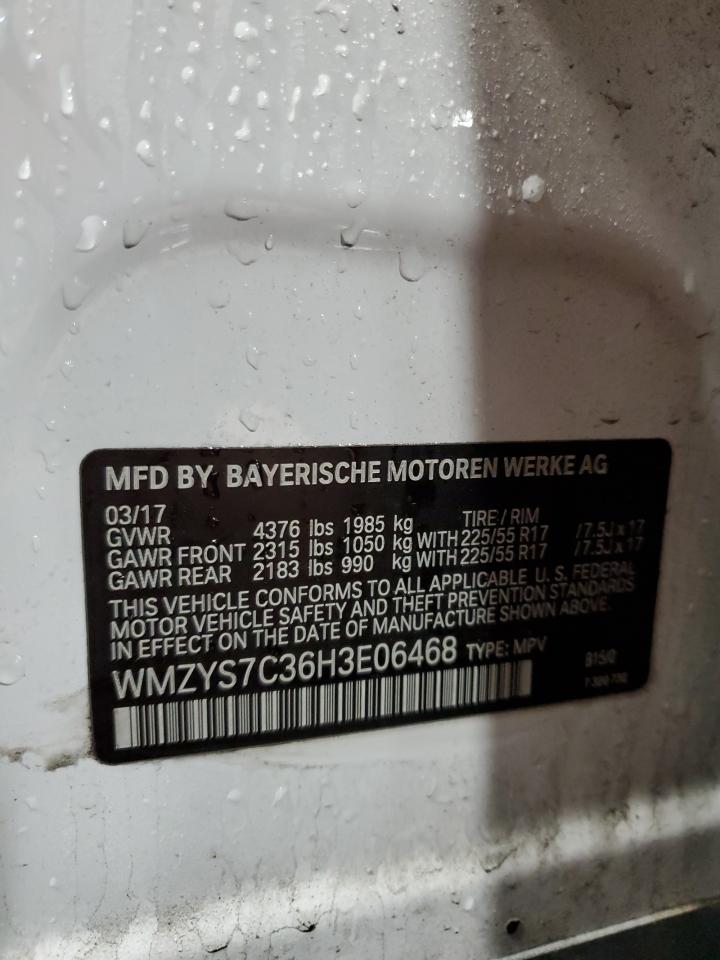 MFD BY BAYERISCHE MOTOREN WERKE AG
03/17 TIRE / RIM
GVWR 4376 lbs 1985 kg
GAWR FRONT 2315 lbs 1050 kg WITH 225/55 R17 / 7.5J x 17
GAWR REAR 2183 lbs 990 kg WITH 225/55 R17 / 7.5J x 17
THIS VEHICLE CONFORMS TO ALL APPLICABLE U. S. FEDERAL
MOTOR VEHICLE SAFETY AND THEFT PREVENTION STANDARDS
IN EFFECT ON THE DATE OF MANUFACTURE SHOWN ABOVE.
WMZYS7C36H3E06468 TYPE: MPV